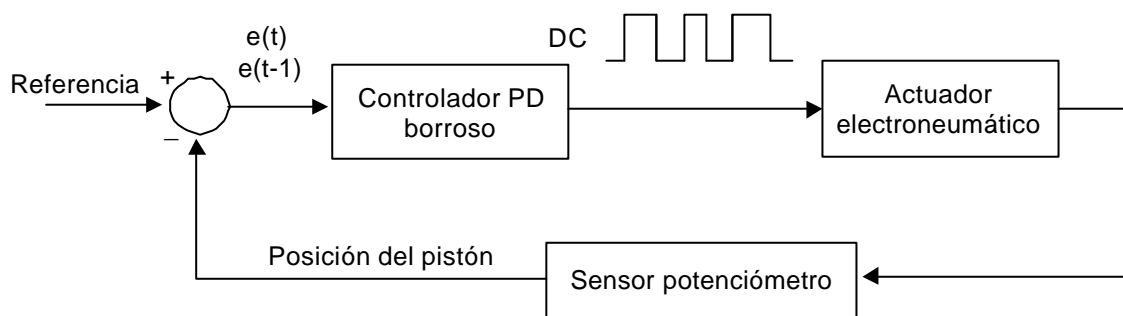 e(t)
e(t-1)
DC
Referencia
+
−
Controlador PD
borroso
Actuador
electroneumático
Posición del pistón
Sensor potenciómetro